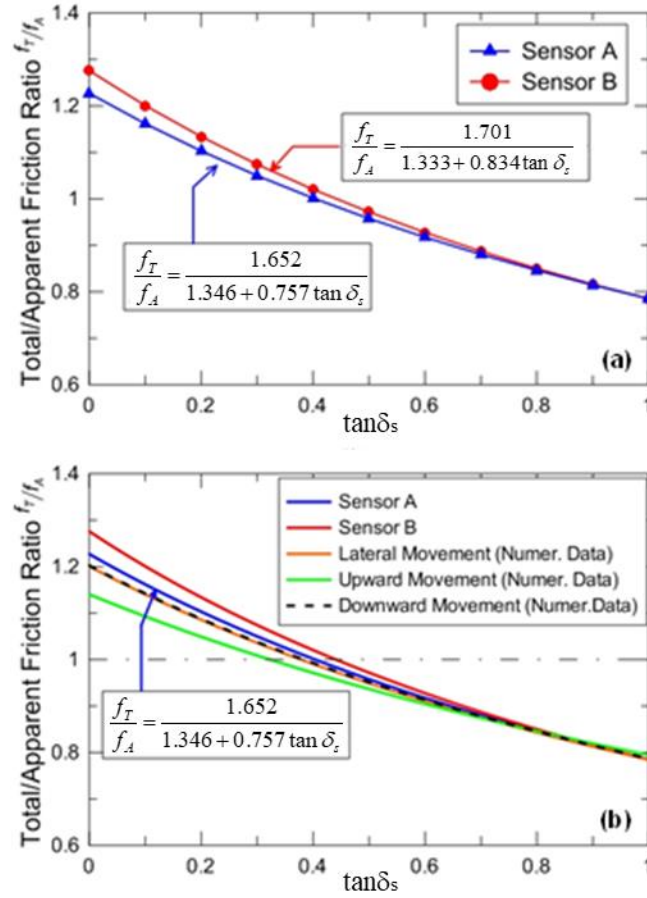 Total/Apparent Friction Ratio f_T/f_A
1.4
1.2
1
0.8
0.6
Sensor A
Sensor B
f_T/f_A = 1.701/(1.333+0.834 tan δ_s)
f_T/f_A = 1.652/(1.346+0.757 tan δ_s)
(a)
0 0.2 0.4 0.6 0.8 1
tanδs
Total/Apparent Friction Ratio f_T/f_A
1.4
1.2
1
0.8
0.6
Sensor A
Sensor B
Lateral Movement (Numer. Data)
Upward Movement (Numer. Data)
Downward Movement (Numer.Data)
f_T/f_A = 1.652/(1.346+0.757 tan δ_s)
(b)
0 0.2 0.4 0.6 0.8 1
tanδs